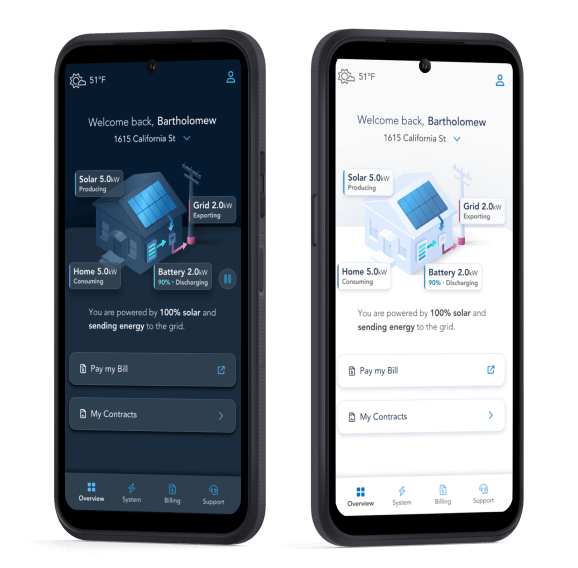 51°F
Welcome back, Bartholomew
1615 California St
Solar 5.0kW
Producing
Grid 2.0kW
Exporting
Home 5.0kW
Consuming
Battery 2.0kW
90% · Discharging
You are powered by 100% solar and
sending energy to the grid.
Pay my Bill
My Contracts
Overview
System
Billing
Support
51°F
Welcome back, Bartholomew
1615 California St
Solar 5.0kW
Producing
Grid 2.0kW
Exporting
Home 5.0kW
Consuming
Battery 2.0kW
90% · Discharging
You are powered by 100% solar and
sending energy to the grid.
Pay my Bill
My Contracts
Overview
System
Billing
Support